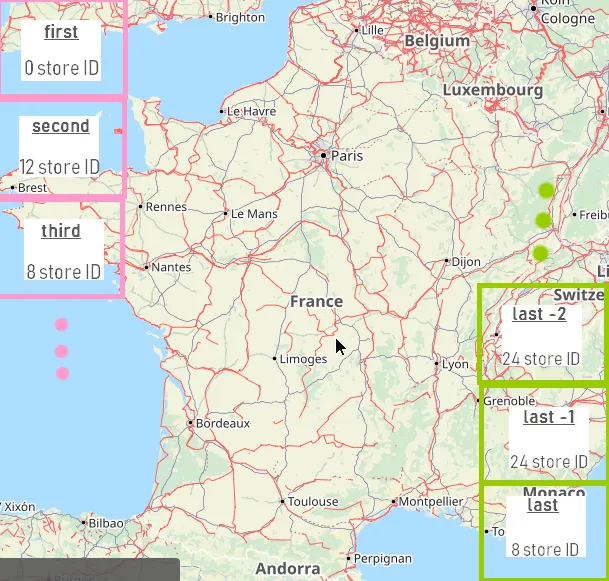 Brighton
Köln
Cologne
Lille
Belgium
first
0 store ID
Luxembourg
Le Havre
second
12 store ID
Paris
Brest
Rennes
Le Mans
third
8 store ID
Nantes
Dijon
France
Switze
last -2
24 store ID
Limoges
Lyon
Grenoble
last -1
24 store ID
Bordeaux
Monaco
last
8 store ID
Toulouse
Montpellier
To
Xixón
Bilbao
Perpignan
Andorra
Freib
Li